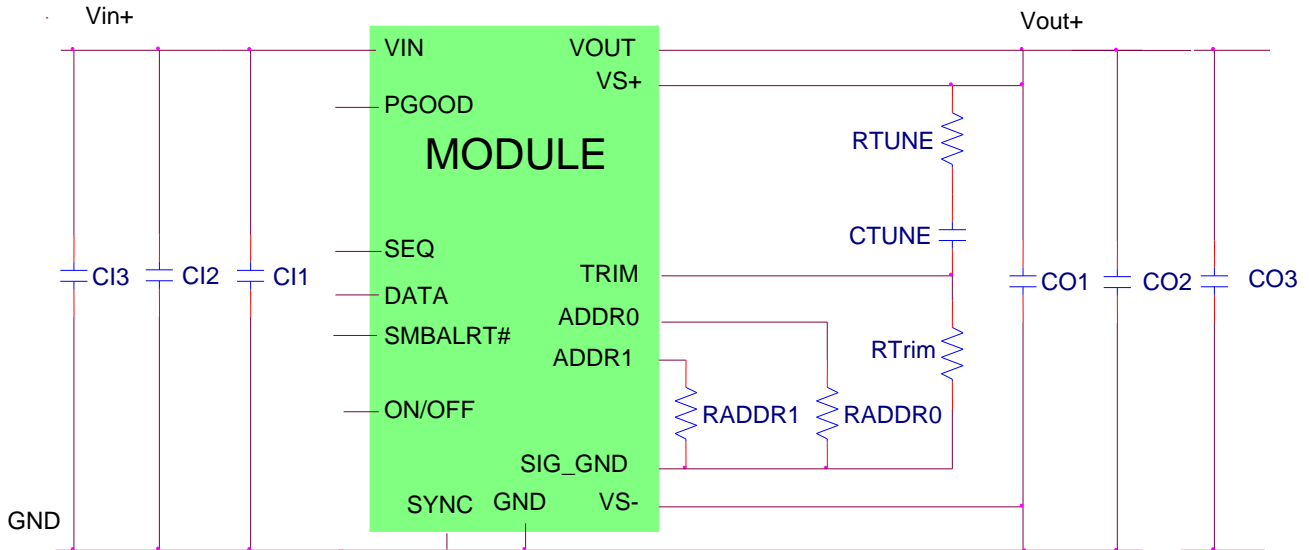 Vin+
Vout+
VIN
VOUT
VS+
PGOOD
MODULE
RTUNE
CTUNE
SEQ
TRIM
CI3
CI2
CI1
DATA
CO1
CO2
CO3
ADDR0
SMBALRT#
ADDR1
RTrim
ON/OFF
RADDR1
RADDR0
SIG_GND
SYNC
GND
VS-
GND